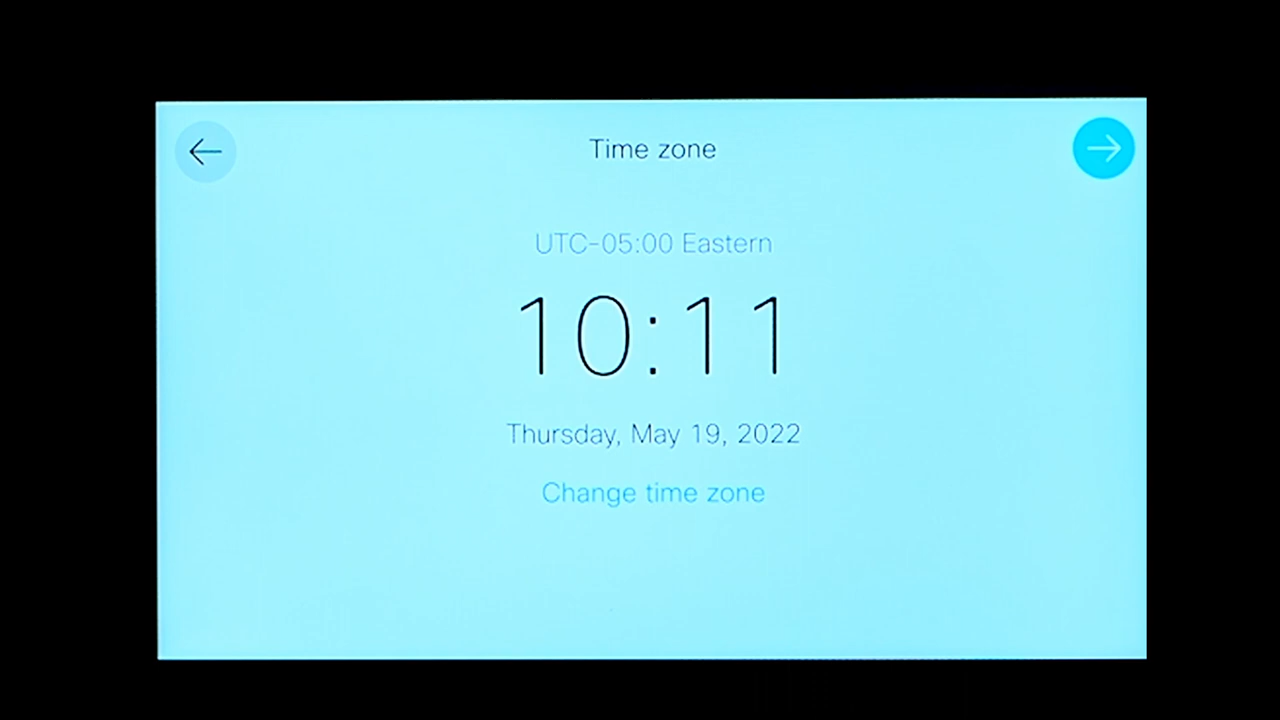 Time zone
UTC-05:00 Eastern
10:11
Thursday, May 19, 2022
Change time zone